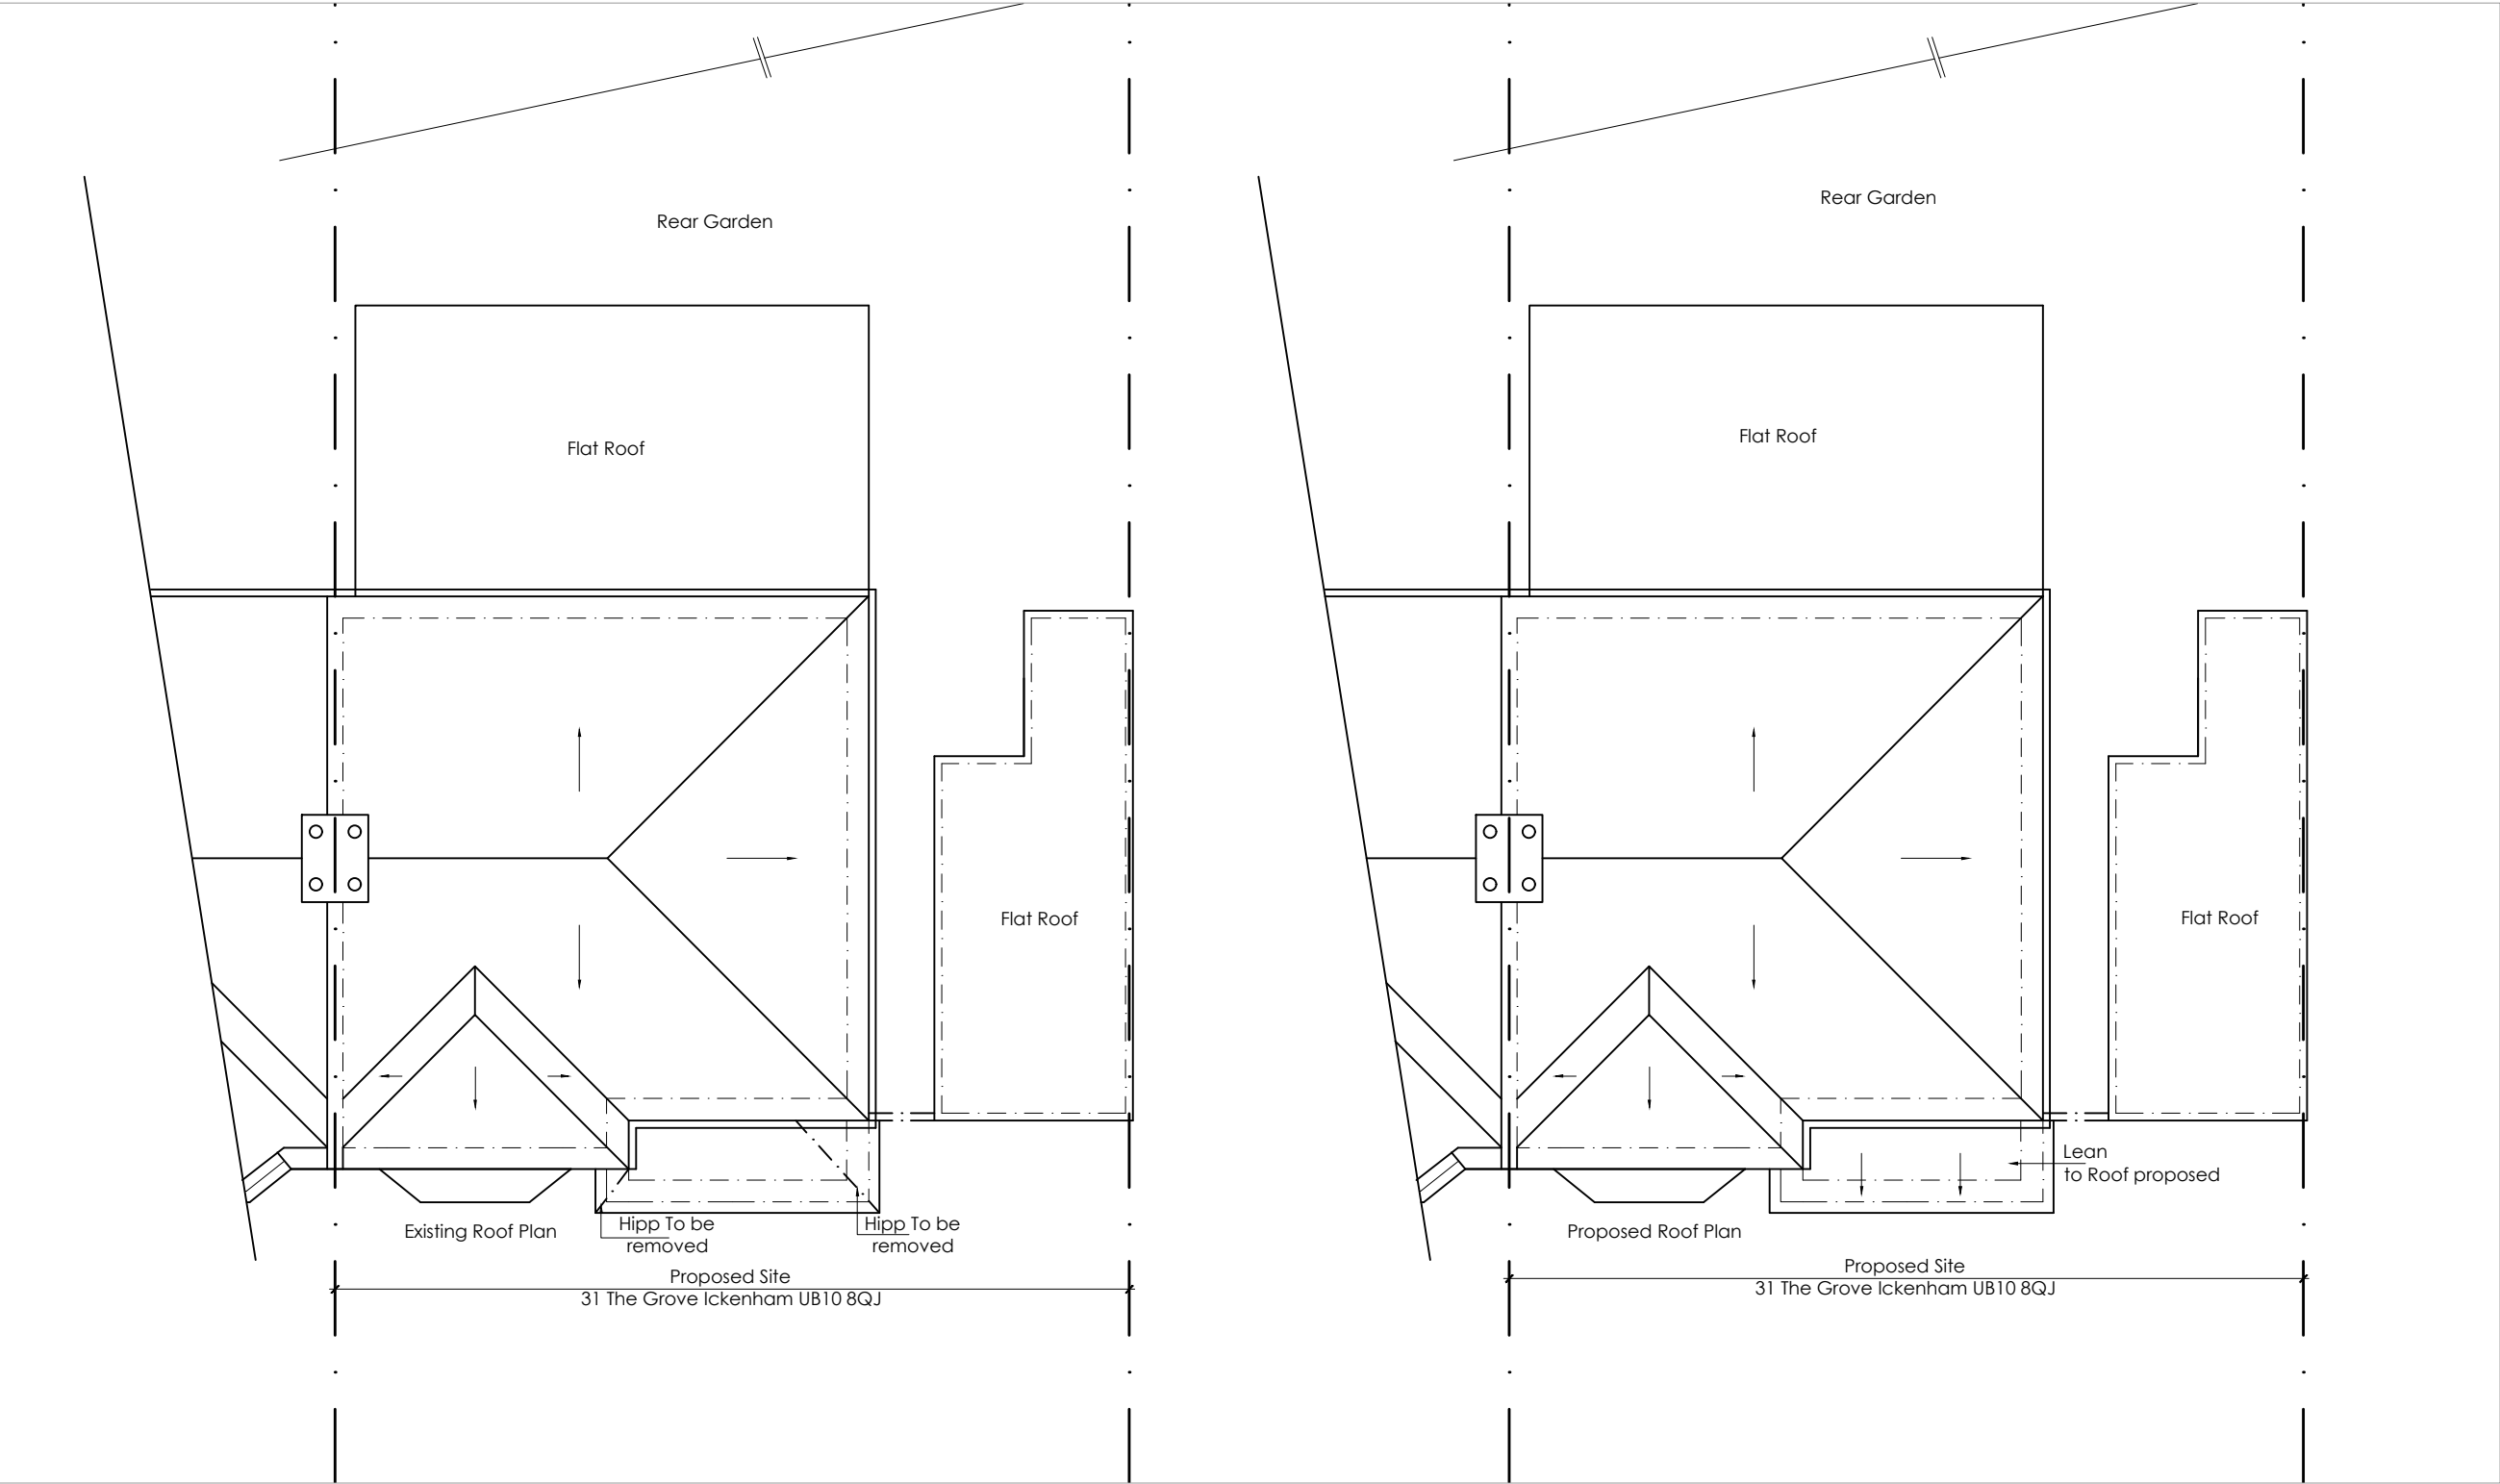 Rear Garden
Flat Roof
Flat Roof
Existing Roof Plan
Hipp To be
removed
Hipp To be
removed
Proposed Site
31 The Grove Ickenham UB10 8QJ
Rear Garden
Flat Roof
Flat Roof
Lean
to Roof proposed
Proposed Roof Plan
Proposed Site
31 The Grove Ickenham UB10 8QJ